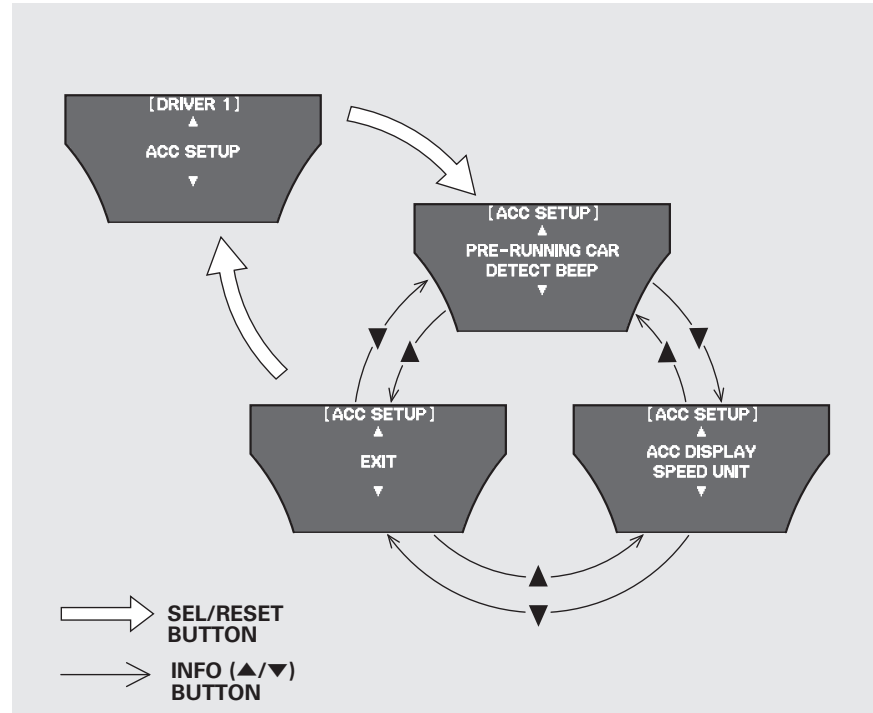 [DRIVER 1]
▲
ACC SETUP
▼
[ACC SETUP]
▲
PRE-RUNNING CAR
DETECT BEEP
▼
▼
▲
▲
▼
[ACC SETUP]
▲
EXIT
▼
[ACC SETUP]
▲
ACC DISPLAY
SPEED UNIT
▼
▲
▼
SEL/RESET
BUTTON
INFO (▲/▼)
BUTTON